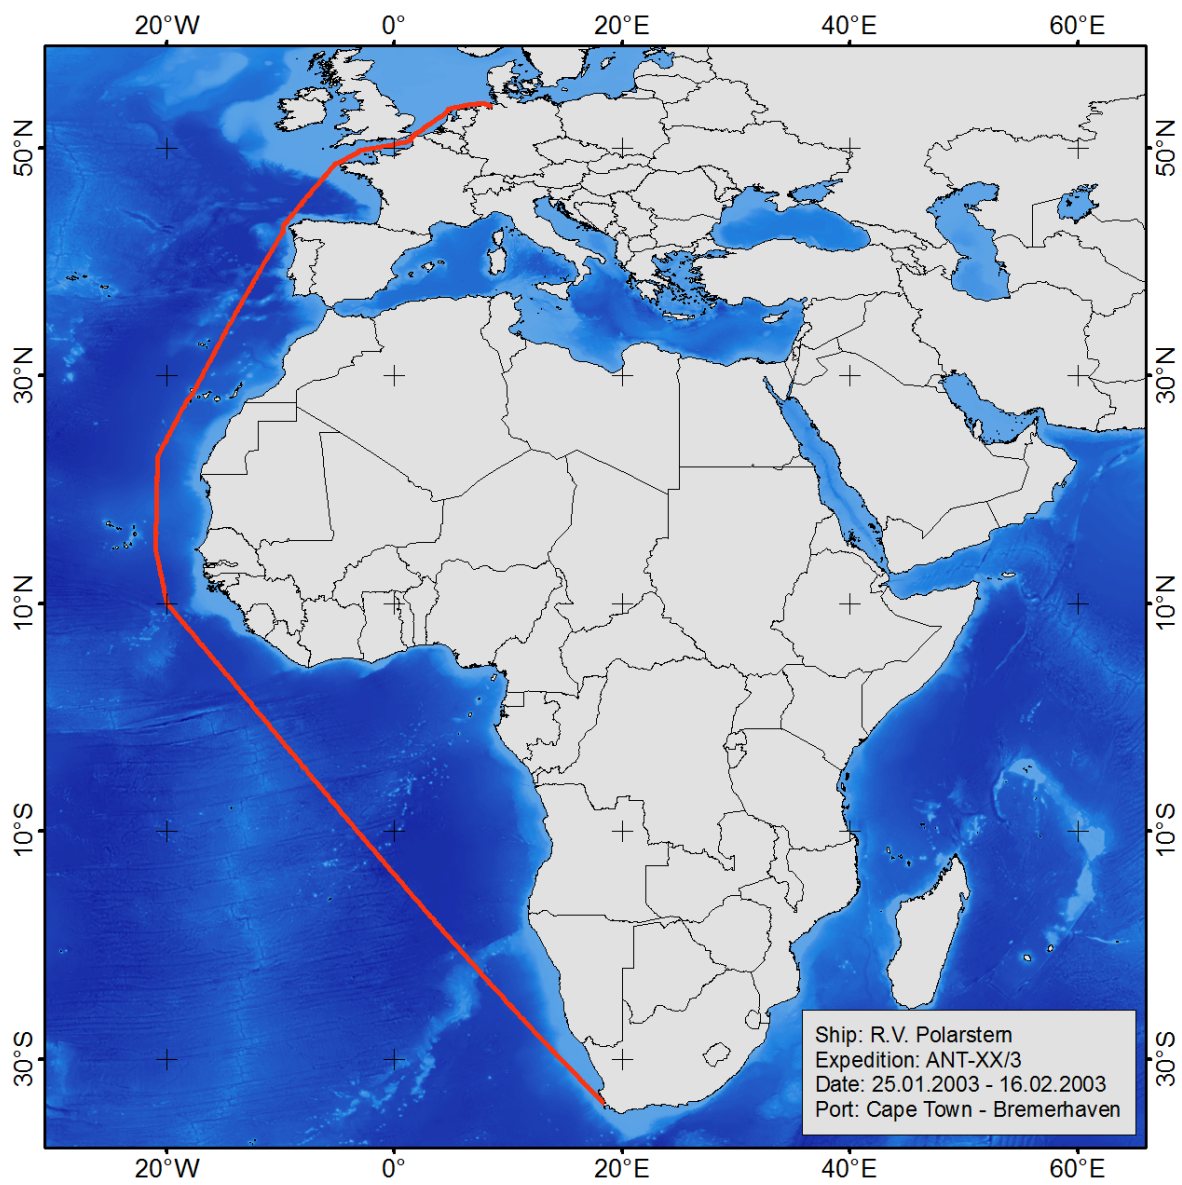 20°W 0° 20°E 40°E 60°E
50°N 50°N
30°N 30°N
10°N 10°N
10°S 10°S
30°S 30°S
Ship: R.V. Polarstern
Expedition: ANT-XX/3
Date: 25.01.2003 - 16.02.2003
Port: Cape Town - Bremerhaven
20°W 0° 20°E 40°E 60°E